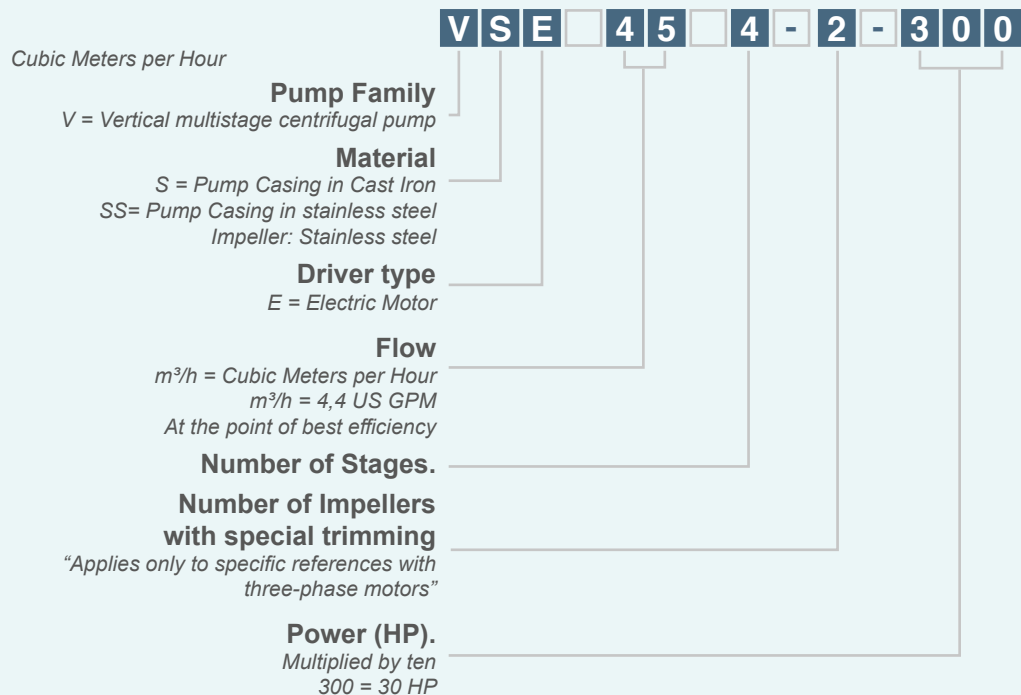 VSE 45 4-2-300
Cubic Meters per Hour
Pump Family
V = Vertical multistage centrifugal pump
Material
S = Pump Casing in Cast Iron
SS= Pump Casing in stainless steel
Impeller: Stainless steel
Driver type
E = Electric Motor
Flow
m³/h = Cubic Meters per Hour
m³/h = 4,4 US GPM
At the point of best efficiency
Number of Stages.
Number of Impellers
with special trimming
“Applies only to specific references with
three-phase motors”
Power (HP).
Multiplied by ten
300 = 30 HP